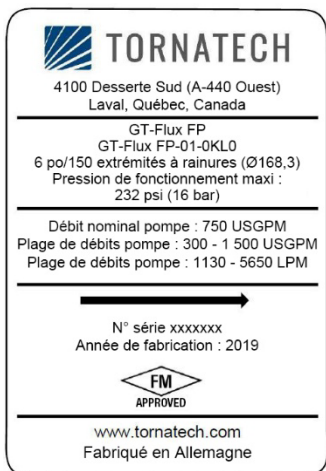 TORNATECH
4100 Desserte Sud (A-440 Ouest)
Laval, Québec, Canada
GT-Flux FP
GT-Flux FP-01-0KL0
6 po/150 extrémités à rainures (Ø168,3)
Pression de fonctionnement maxi :
232 psi (16 bar)
Débit nominal pompe : 750 USGPM
Plage de débits pompe : 300 - 1 500 USGPM
Plage de débits pompe : 1130 - 5650 LPM
N° série xxxxxxx
Année de fabrication : 2019
FM
APPROVED
www.tornatech.com
Fabriqué en Allemagne